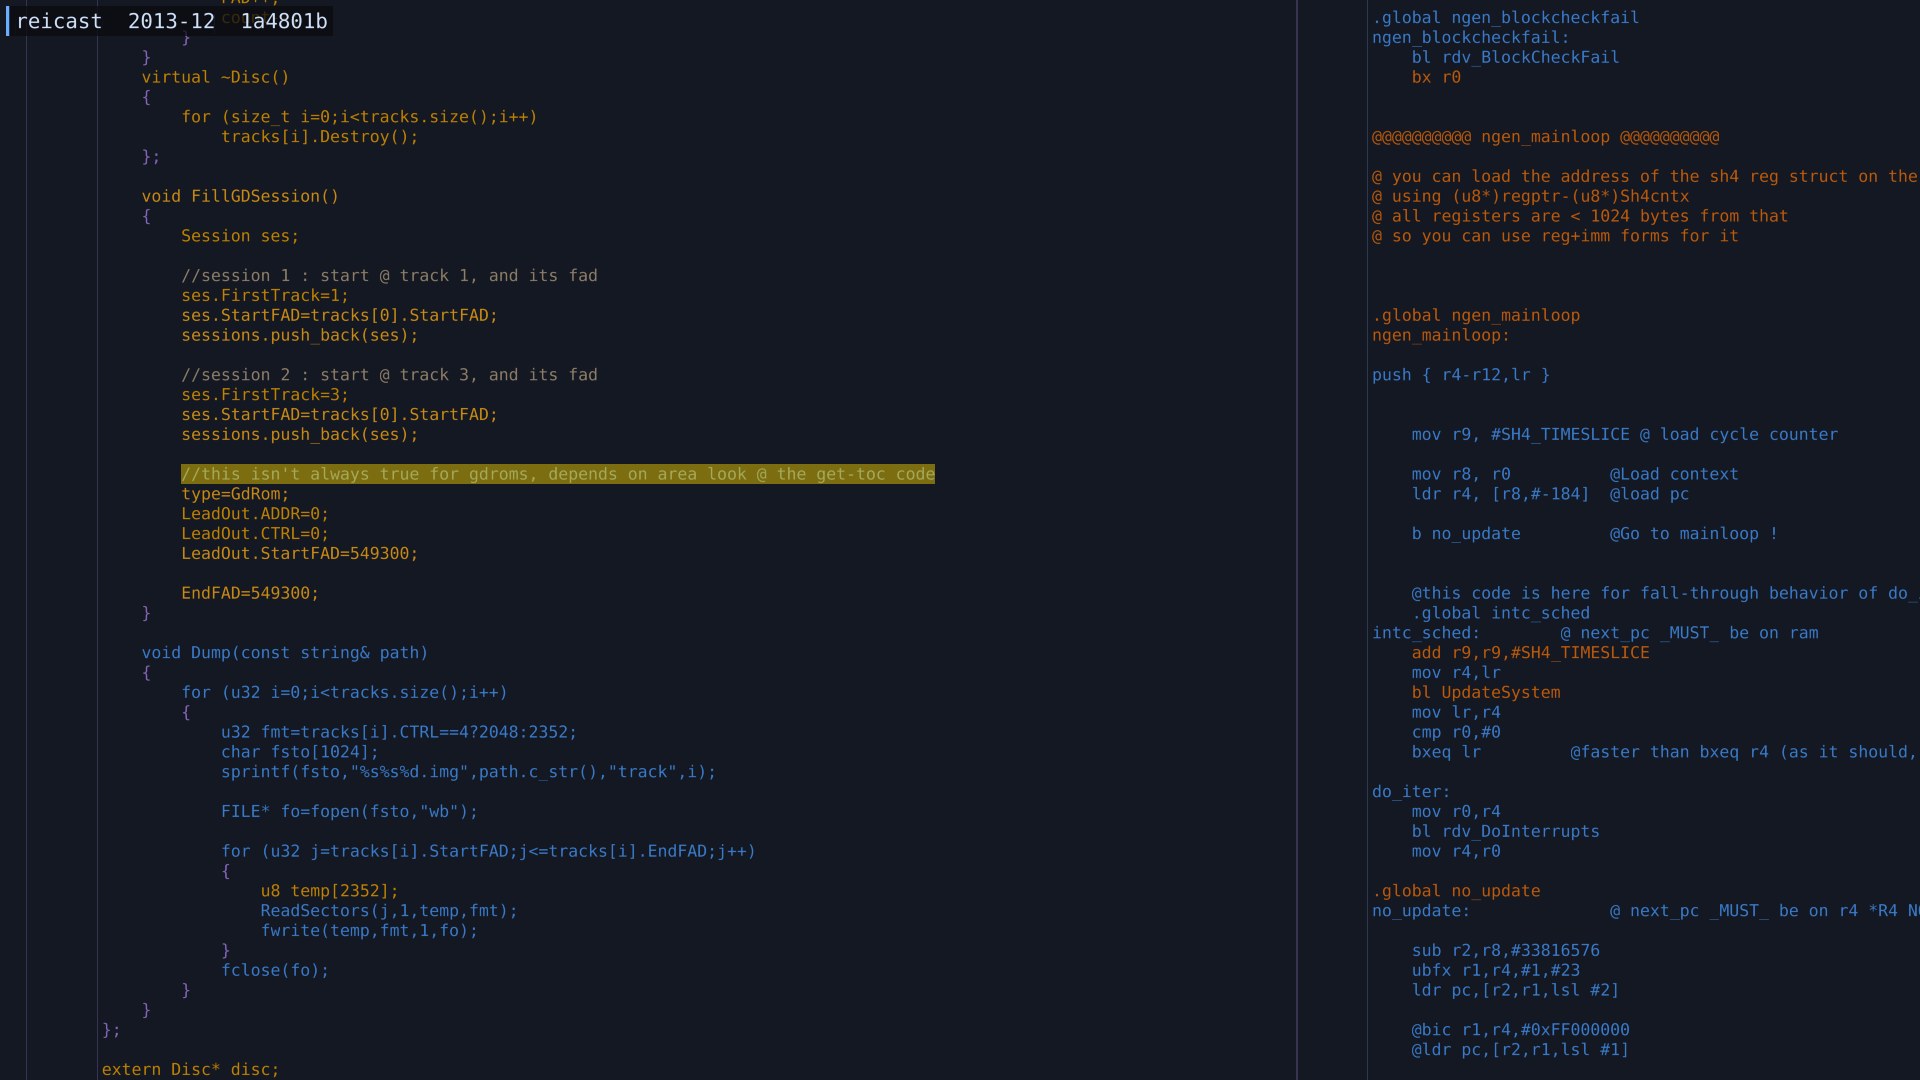 reicast 2013-12 1a4801b
}
}
virtual ~Disc()
{
for (size_t i=0;i<tracks.size();i++)
tracks[i].Destroy();
};
void FillGDSession()
{
Session ses;
//session 1 : start @ track 1, and its fad
ses.FirstTrack=1;
ses.StartFAD=tracks[0].StartFAD;
sessions.push_back(ses);
//session 2 : start @ track 3, and its fad
ses.FirstTrack=3;
ses.StartFAD=tracks[0].StartFAD;
sessions.push_back(ses);
//this isn't always true for gdroms, depends on area look @ the get-toc code
type=GdRom;
LeadOut.ADDR=0;
LeadOut.CTRL=0;
LeadOut.StartFAD=549300;
EndFAD=549300;
}
void Dump(const string& path)
{
for (u32 i=0;i<tracks.size();i++)
{
u32 fmt=tracks[i].CTRL==4?2048:2352;
char fsto[1024];
sprintf(fsto,"%s%s%d.img",path.c_str(),"track",i);
FILE* fo=fopen(fsto,"wb");
for (u32 j=tracks[i].StartFAD;j<=tracks[i].EndFAD;j++)
{
u8 temp[2352];
ReadSectors(j,1,temp,fmt);
fwrite(temp,fmt,1,fo);
}
fclose(fo);
}
}
};
extern Disc* disc;
.global ngen_blockcheckfail
ngen_blockcheckfail:
bl rdv_BlockCheckFail
bx r0
@@@@@@@@@@ ngen_mainloop @@@@@@@@@@
@ you can load the address of the sh4 reg struct on the
@ using (u8*)regptr-(u8*)Sh4cntx
@ all registers are < 1024 bytes from that
@ so you can use reg+imm forms for it
.global ngen_mainloop
ngen_mainloop:
push { r4-r12,lr }
mov r9, #SH4_TIMESLICE @ load cycle counter
mov r8, r0 @Load context
ldr r4, [r8,#-184] @load pc
b no_update @Go to mainloop !
@this code is here for fall-through behavior of do_
.global intc_sched
intc_sched: @ next_pc _MUST_ be on ram
add r9,r9,#SH4_TIMESLICE
mov r4,lr
bl UpdateSystem
mov lr,r4
cmp r0,#0
bxeq lr @faster than bxeq r4 (as it should,
do_iter:
mov r0,r4
bl rdv_DoInterrupts
mov r4,r0
.global no_update
no_update: @ next_pc _MUST_ be on r4 *R4
sub r2,r8,#33816576
ubfx r1,r4,#1,#23
ldr pc,[r2,r1,lsl #2]
@bic r1,r4,#0xFF000000
@ldr pc,[r2,r1,lsl #1]